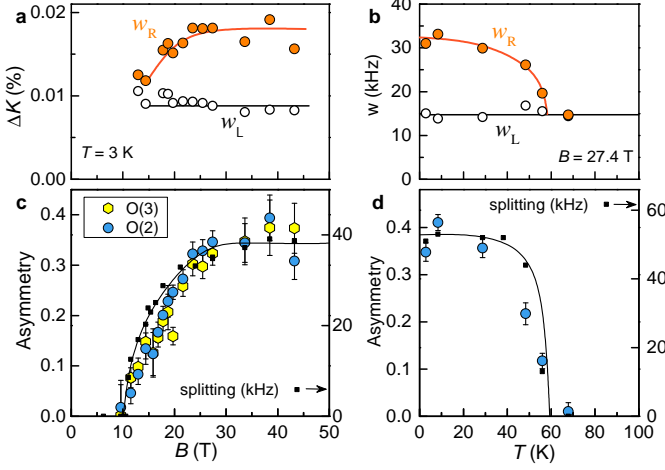 a
b
0.02
w_R
ΔK (%)
0.01
w_L
T = 3 K
0.00
40
w_R
30
w (kHz)
20
10
w_L
B = 27.4 T
0
c
d
O(3)
O(2)
0.4
0.3
Asymmetry
0.2
0.1
0.0
40
20
0
splitting (kHz)
0 10 20 30 40 50
B (T)
splitting (kHz)
0.4
0.3
Asymmetry
0.2
0.1
0.0
60
40
20
0
0 20 40 60 80 100
T (K)